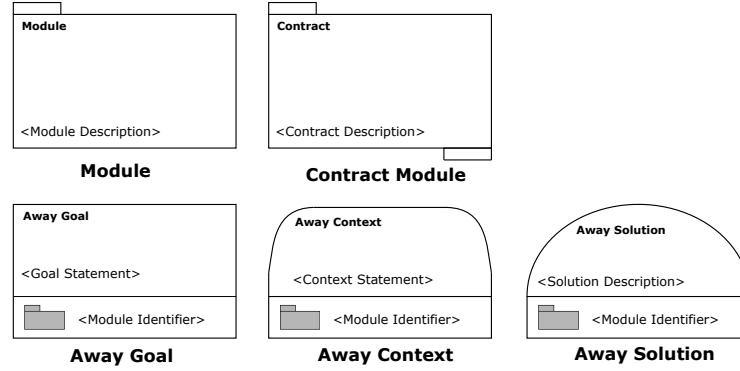 Module
<Module Description>
Module
Contract
<Contract Description>
Contract Module
Away Goal
<Goal Statement>
<Module Identifier>
Away Goal
Away Context
<Context Statement>
<Module Identifier>
Away Context
Away Solution
<Solution Description>
<Module Identifier>
Away Solution